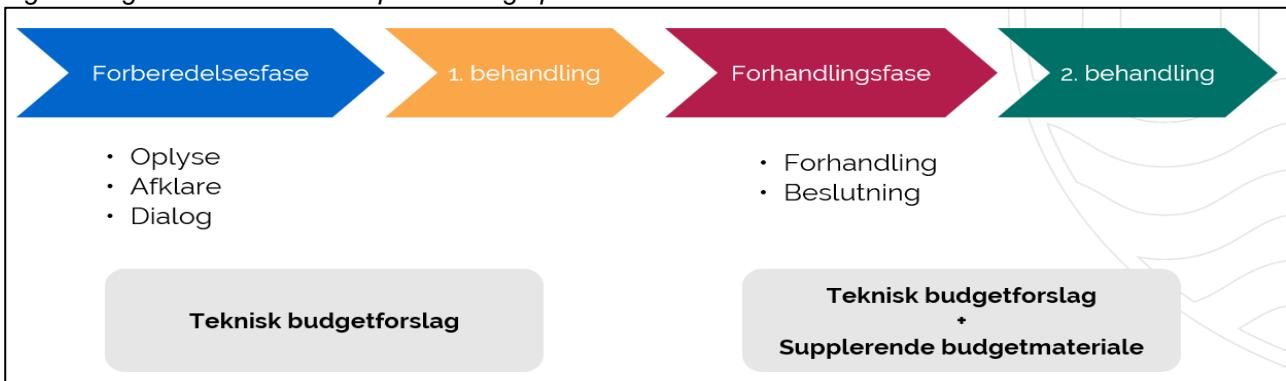 Forberedelsesfase
1. behandling
Forhandlingsfase
2. behandling
• Oplyse
• Afklare
• Dialog
• Forhandling
• Beslutning
Teknisk budgetforslag
Teknisk budgetforslag
+
Supplerende budgetmateriale